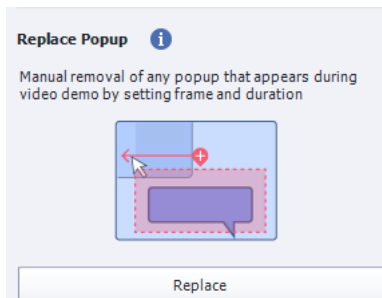 Replace Popup i
Manual removal of any popup that appears during
video demo by setting frame and duration
Replace